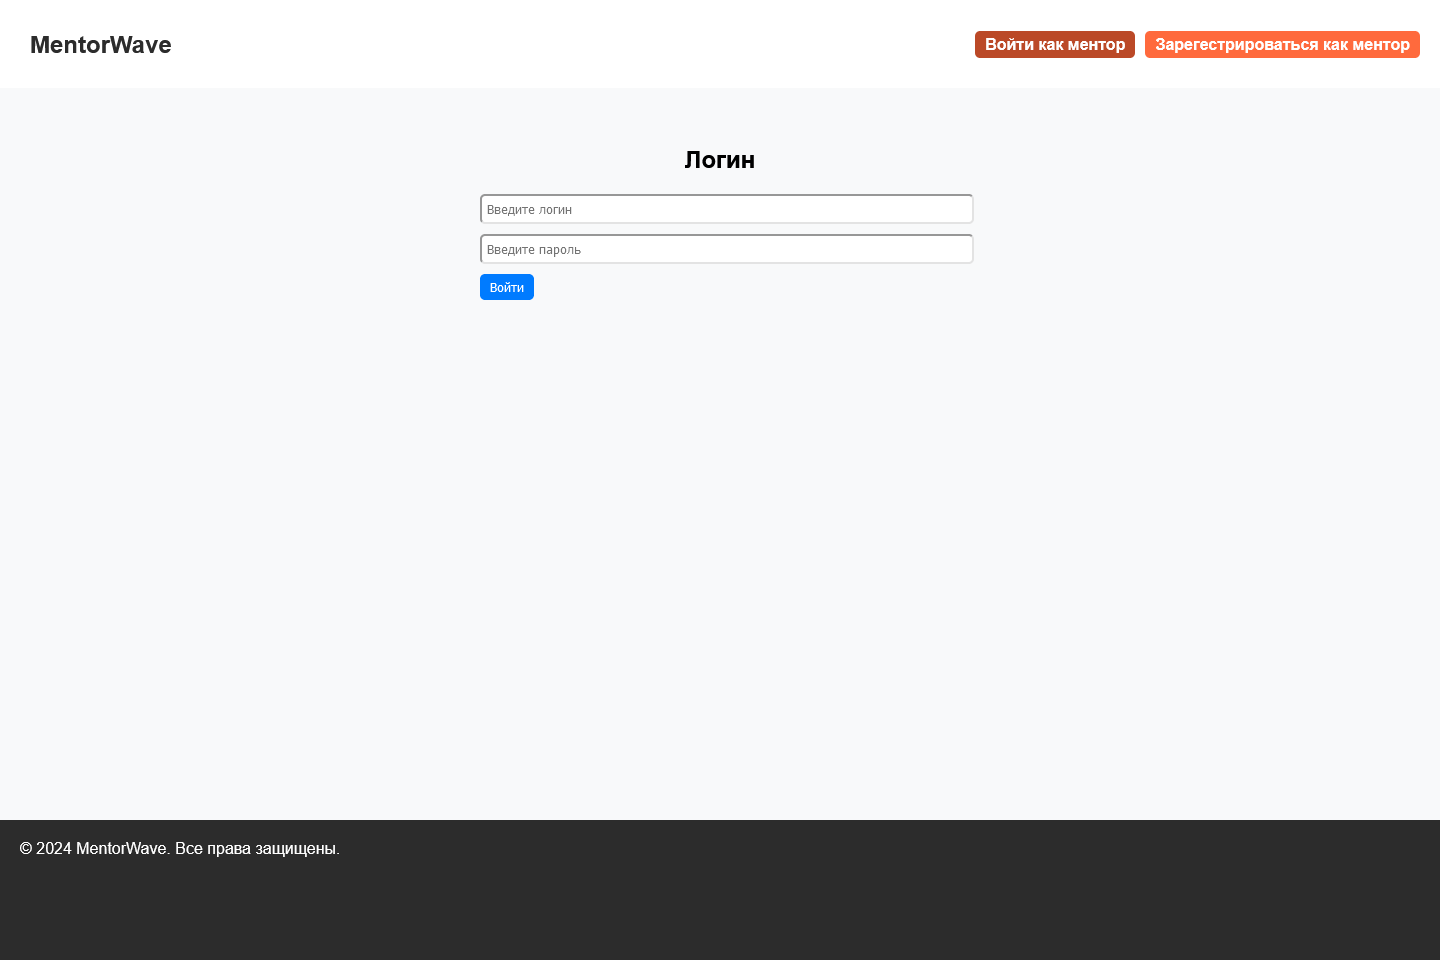 MentorWave
Войти как ментор
Зарегестрироваться как ментор
Логин
Введите логин
Введите пароль
Войти
© 2024 MentorWave. Все права защищены.